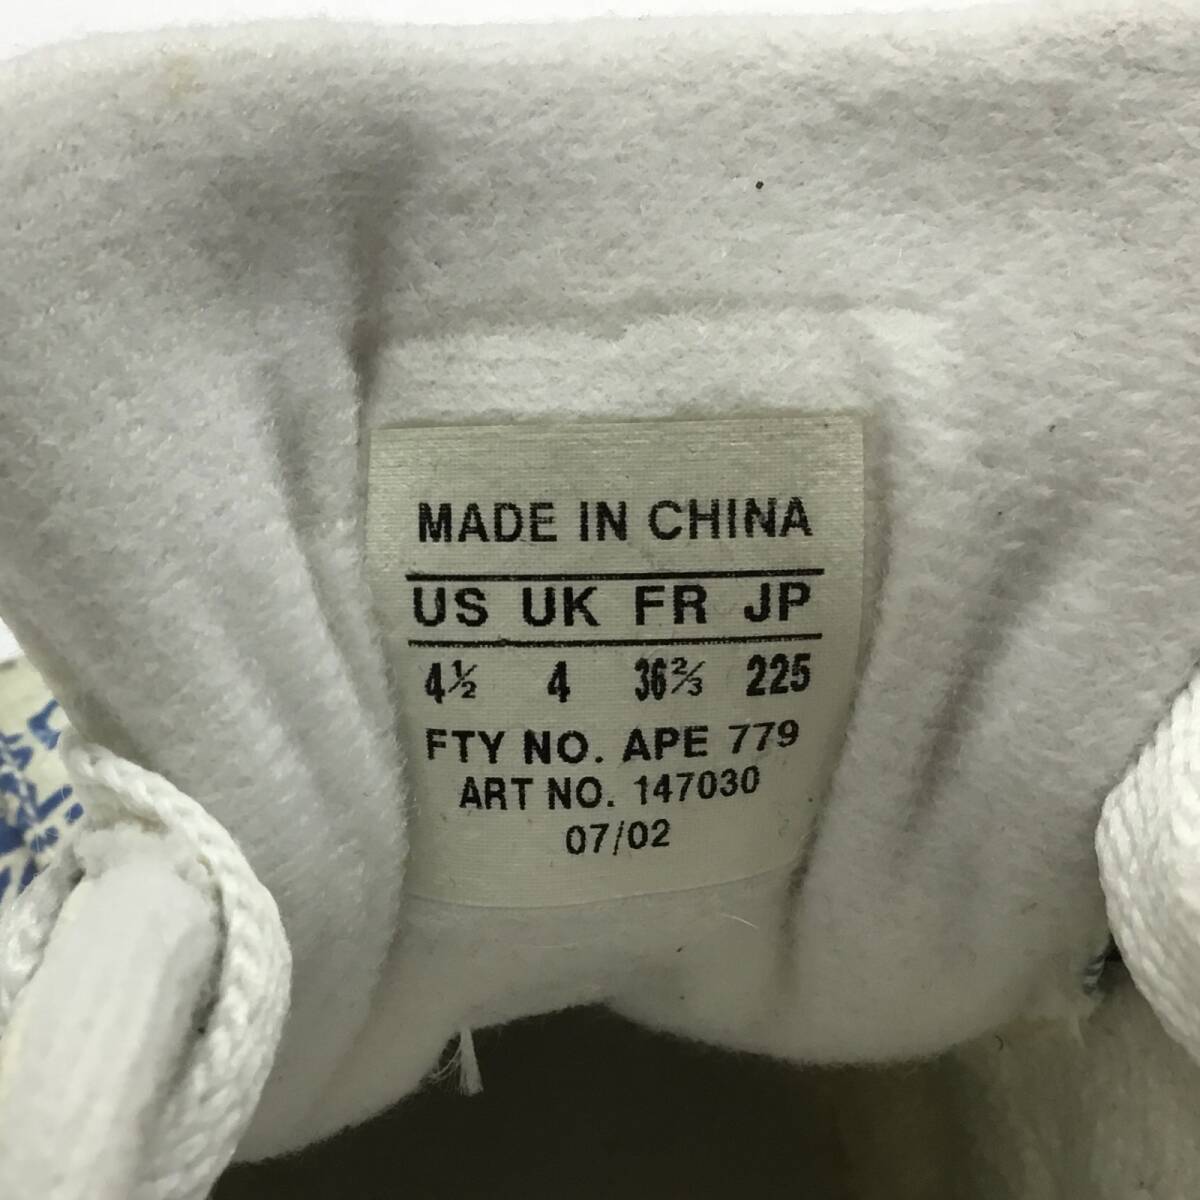 MADE IN CHINA
US UK FR JP
4½ 4 36⅔ 225
FTY NO. APE 779
ART NO. 147030
07/02